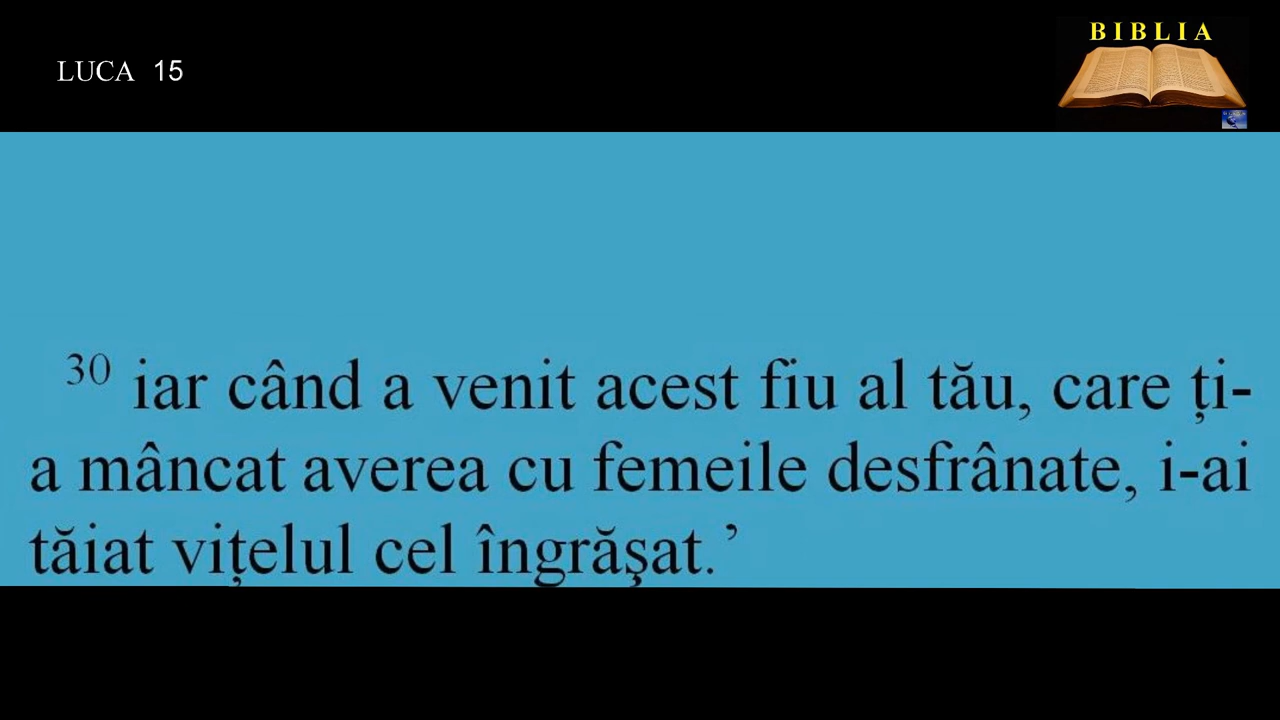 BIBLIA
LUCA 15
30 iar când a venit acest fiu al tău, care ți-
a mâncat averea cu femeile desfrânate, i-ai
tăiat vițelul cel îngrăşat.’